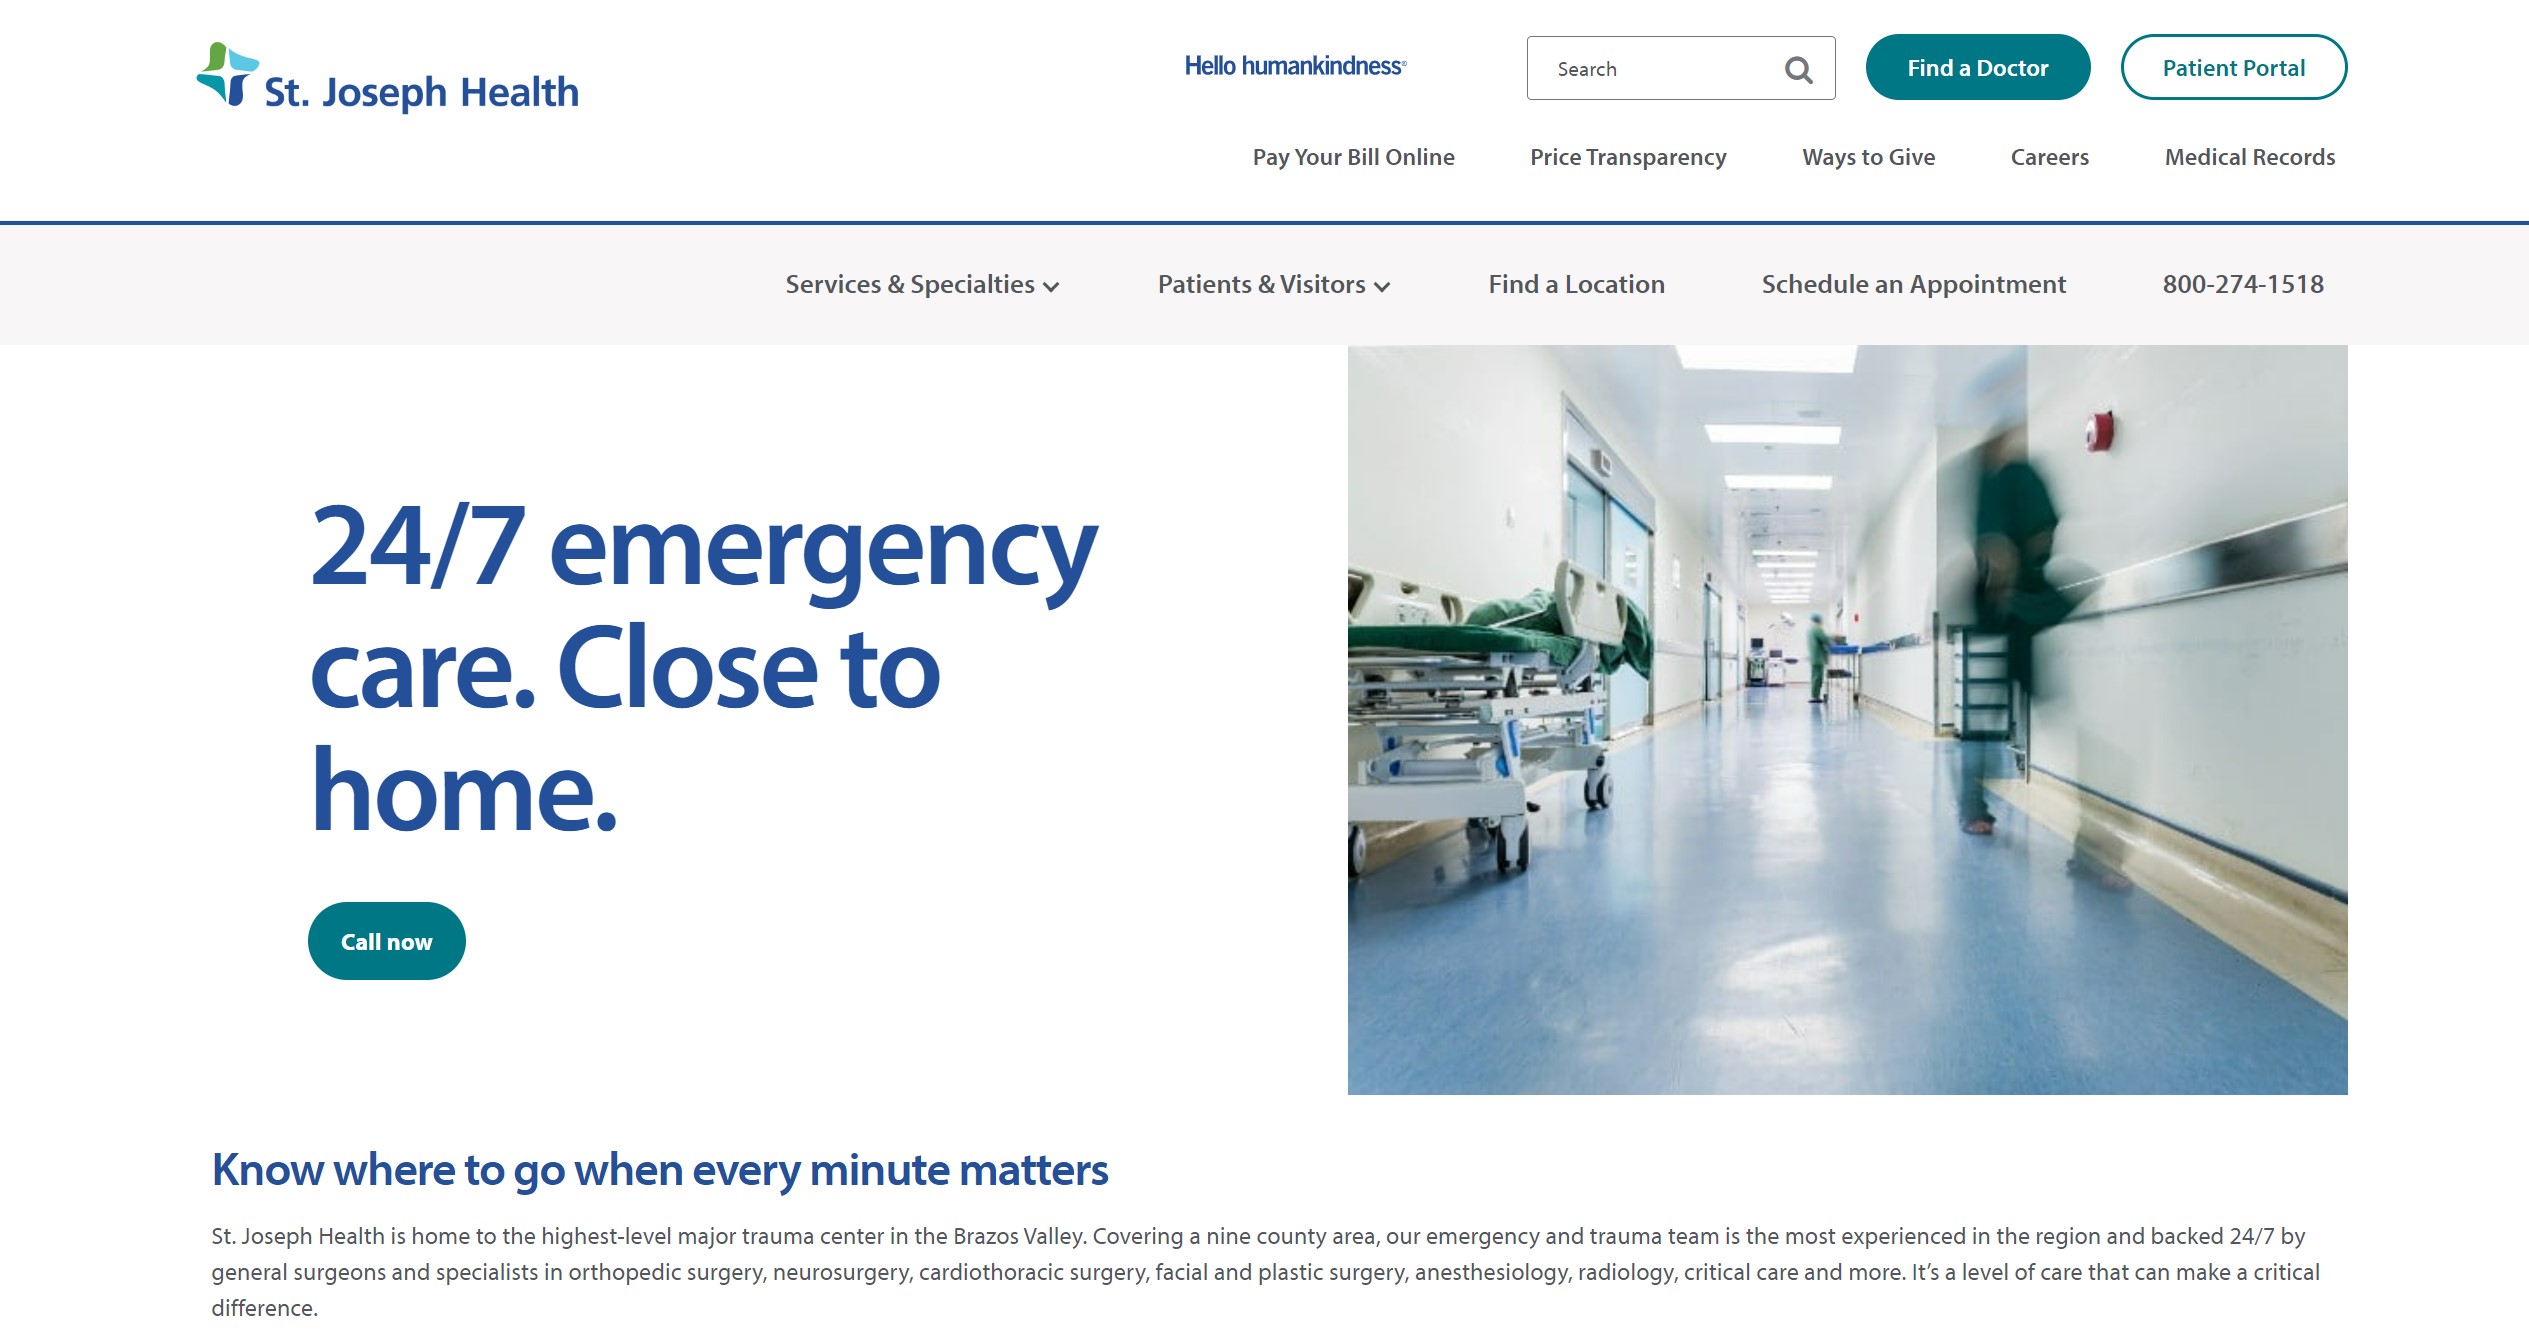 St. Joseph Health
Hello humankindness®
Search
Find a Doctor
Patient Portal
Pay Your Bill Online
Price Transparency
Ways to Give
Careers
Medical Records
Services & Specialties
Patients & Visitors
Find a Location
Schedule an Appointment
800-274-1518
24/7 emergency
care. Close to
home.
Call now
Know where to go when every minute matters
St. Joseph Health is home to the highest-level major trauma center in the Brazos Valley. Covering a nine county area, our emergency and trauma team is the most experienced in the region and backed 24/7 by
general surgeons and specialists in orthopedic surgery, neurosurgery, cardiothoracic surgery, facial and plastic surgery, anesthesiology, radiology, critical care and more. It’s a level of care that can make a critical
difference.